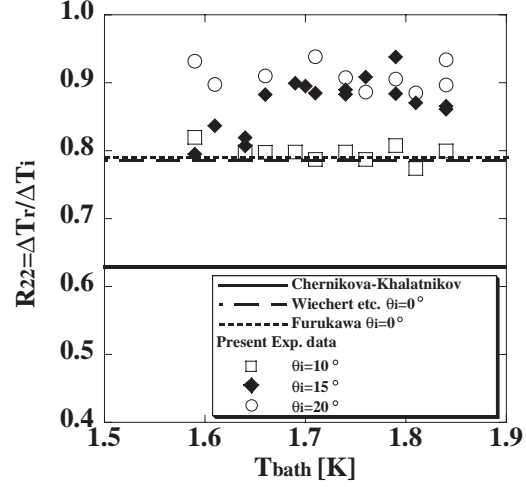 1.0
0.9
0.8
0.7
0.6
0.5
0.4
R22=ΔTr/ΔTi
Chernikova-Khalatnikov
Wiechert etc. θi=0°
Furukawa θi=0°
Present Exp. data
θi=10°
θi=15°
θi=20°
1.5 1.6 1.7 1.8 1.9
Tbath [K]